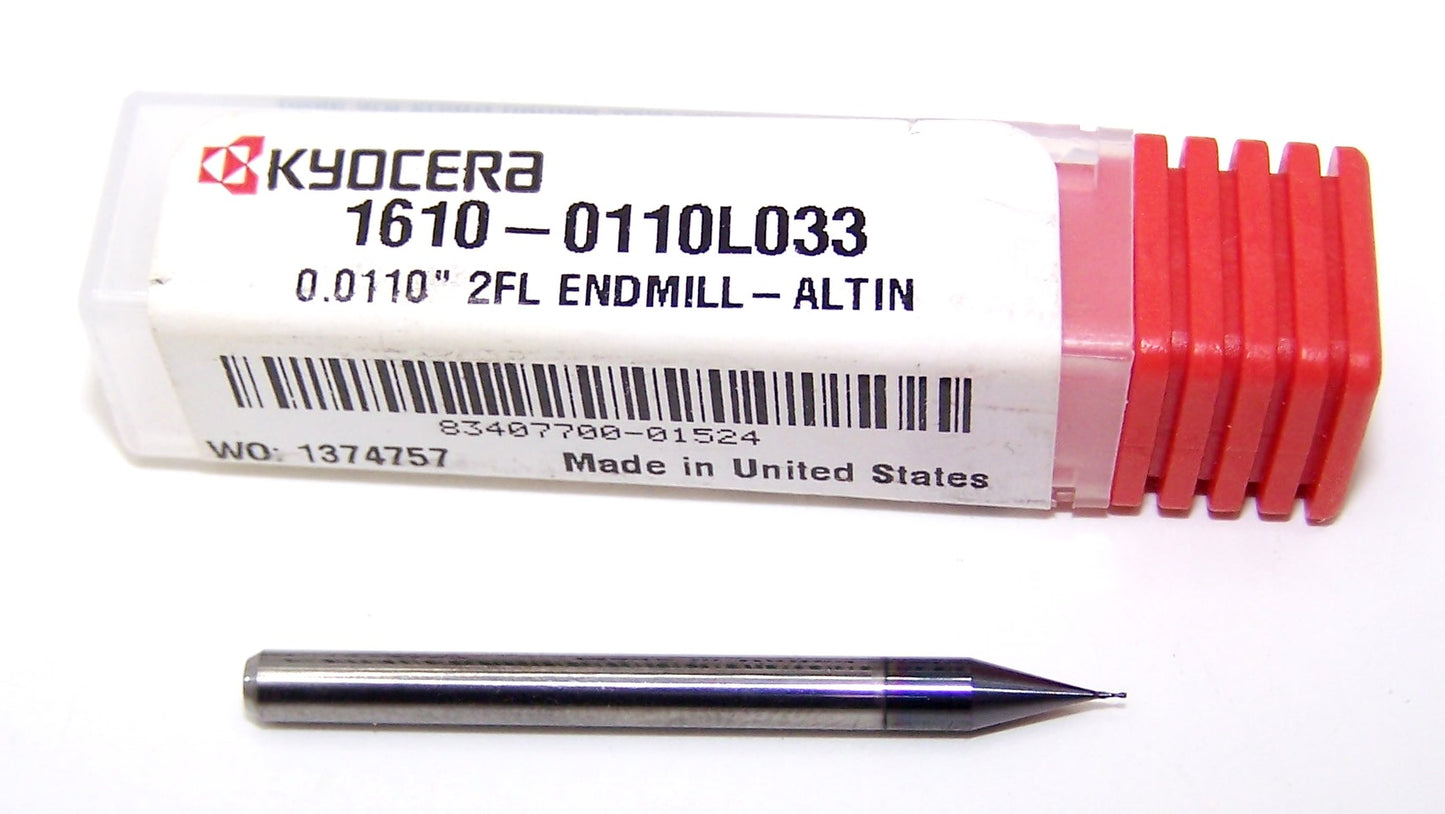 KYOCERA
1610-0110L033
0.0110" 2FL ENDMILL-ALTIN
83407700-01524
WO: 1374757
Made in United States